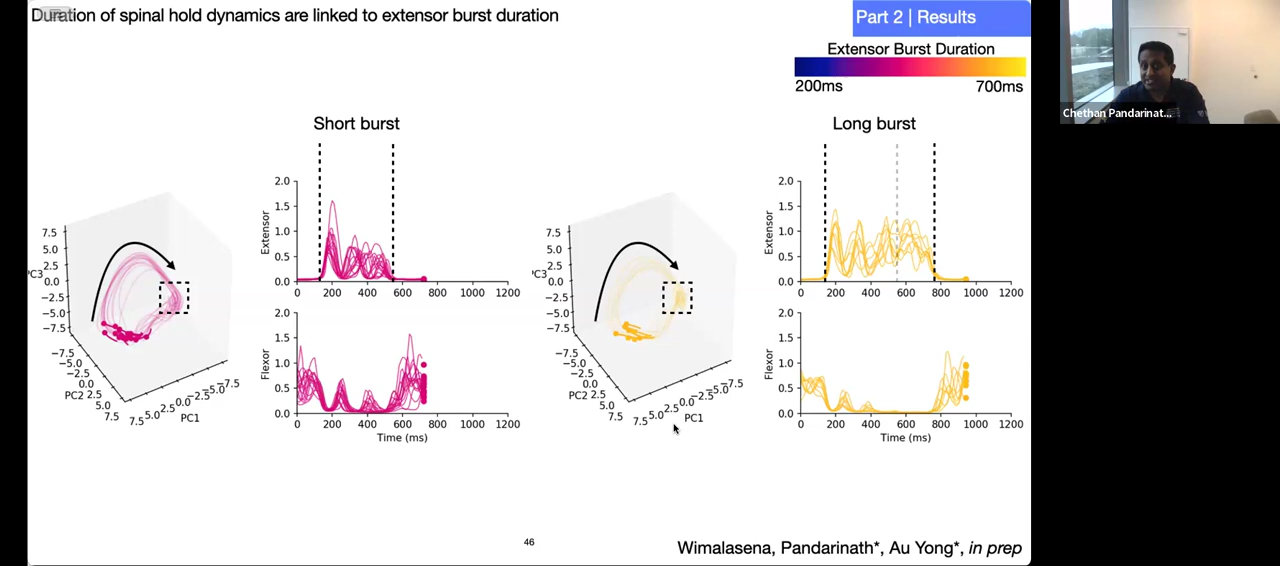 Duration of spinal hold dynamics are linked to extensor burst duration
Part 2 | Results
Extensor Burst Duration
200ms 700ms
Chethan Pandarinat...
Short burst
Long burst
7.5
5.0
2.5
0.0
−2.5
−5.0
−7.5
PC3
−7.5
−5.0
−2.5
0.0
2.5
5.0
7.5
PC2
7.5
5.0
2.5
0.0
−2.5
−5.0
−7.5
PC1
Extensor
2.0
1.5
1.0
0.5
0.0
0 200 400 600 800 1000 1200
Flexor
2.0
1.5
1.0
0.5
0.0
0 200 400 600 800 1000 1200
Time (ms)
7.5
5.0
2.5
0.0
−2.5
−5.0
−7.5
PC3
−7.5
−5.0
−2.5
0.0
2.5
5.0
7.5
PC2
7.5
5.0
2.5
0.0
−2.5
−5.0
−7.5
PC1
Extensor
2.0
1.5
1.0
0.5
0.0
0 200 400 600 800 1000 1200
Flexor
2.0
1.5
1.0
0.5
0.0
0 200 400 600 800 1000 1200
Time (ms)
46
Wimalasena, Pandarinath*, Au Yong*, in prep